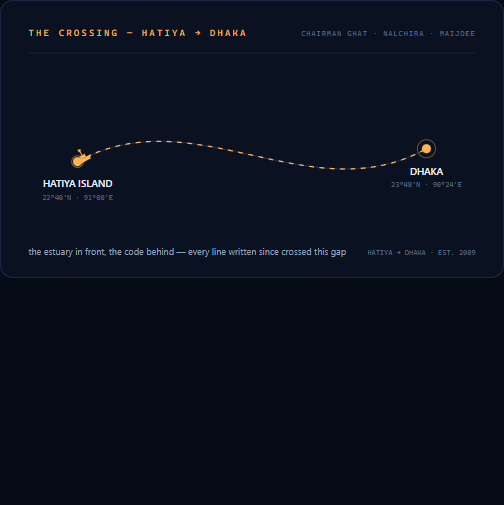 THE CROSSING — HATIYA → DHAKA
CHAIRMAN GHAT · NALCHIRA · MAIJDEE
HATIYA ISLAND
22°40'N · 91°00'E
DHAKA
23°48'N · 90°24'E
the estuary in front, the code behind — every line written since crossed this gap
HATIYA → DHAKA · EST. 2009